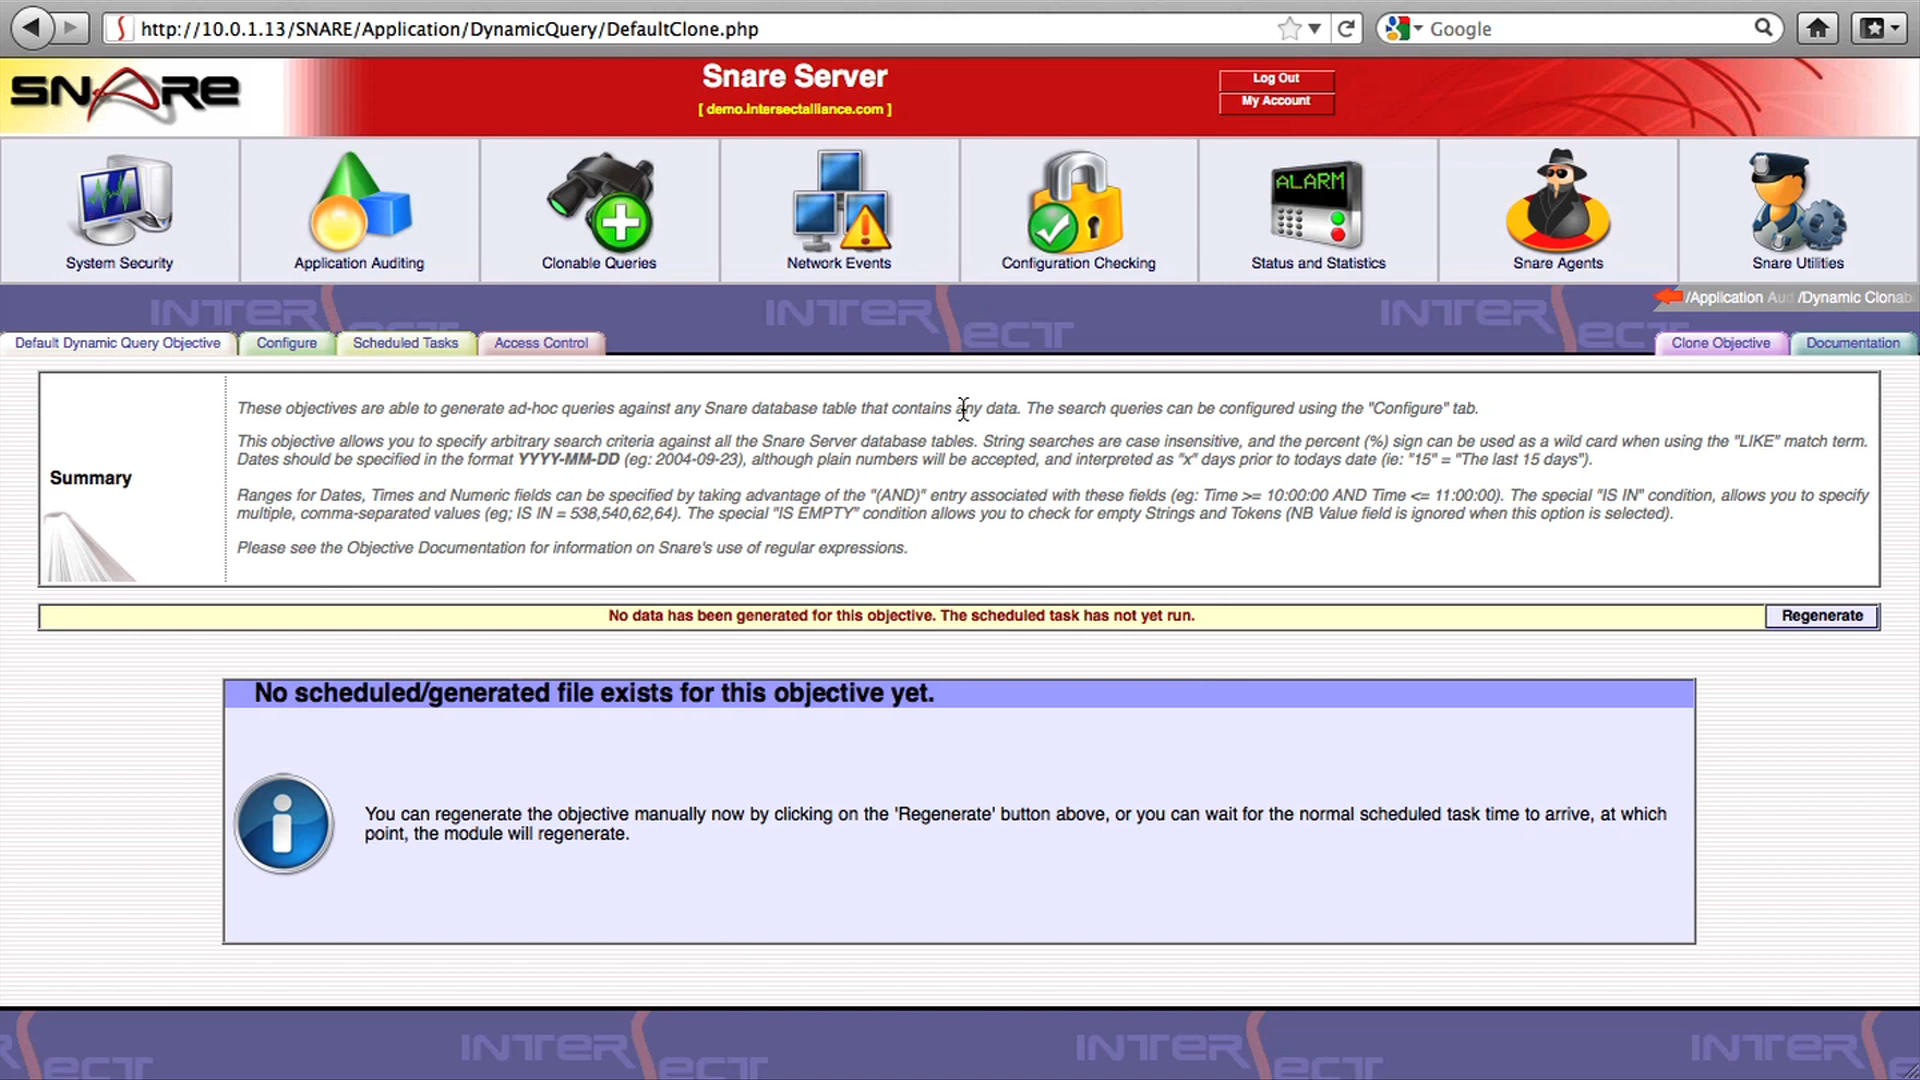 http://10.0.1.13/SNARE/Application/DynamicQuery/DefaultClone.php
Google
SNARE
Snare Server
[ demo.intersectalliance.com ]
Log Out
My Account
ALARM
System Security
Application Auditing
Clonable Queries
Network Events
Configuration Checking
Status and Statistics
Snare Agents
Snare Utilities
/Application Aud /Dynamic Clonabl
INTERSECT INTERSECT INTERSECT
Default Dynamic Query Objective
Configure
Scheduled Tasks
Access Control
Clone Objective
Documentation
Summary
These objectives are able to generate ad-hoc queries against any Snare database table that contains any data. The search queries can be configured using the "Configure" tab.
This objective allows you to specify arbitrary search criteria against all the Snare Server database tables. String searches are case insensitive, and the percent (%) sign can be used as a wild card when using the "LIKE" match term.
Dates should be specified in the format YYYY-MM-DD (eg: 2004-09-23), although plain numbers will be accepted, and interpreted as "x" days prior to todays date (ie: "15" = "The last 15 days").
Ranges for Dates, Times and Numeric fields can be specified by taking advantage of the "(AND)" entry associated with these fields (eg: Time >= 10:00:00 AND Time <= 11:00:00). The special "IS IN" condition, allows you to specify
multiple, comma-separated values (eg; IS IN = 538,540,62,64). The special "IS EMPTY" condition allows you to check for empty Strings and Tokens (NB Value field is ignored when this option is selected).
Please see the Objective Documentation for information on Snare's use of regular expressions.
No data has been generated for this objective. The scheduled task has not yet run.
Regenerate
No scheduled/generated file exists for this objective yet.
You can regenerate the objective manually now by clicking on the 'Regenerate' button above, or you can wait for the normal scheduled task time to arrive, at which
point, the module will regenerate.
INTERSECT INTERSECT INTERSECT